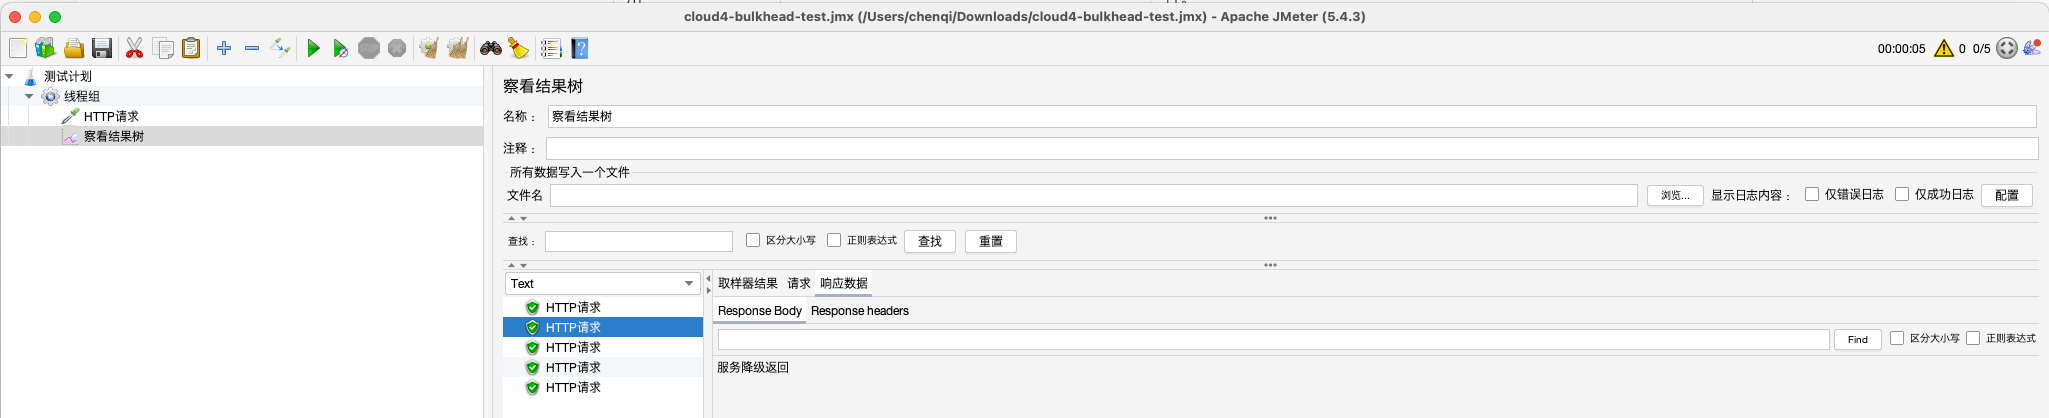 cloud4-bulkhead-test.jmx (/Users/chenqi/Downloads/cloud4-bulkhead-test.jmx) - Apache JMeter (5.4.3)
STOP
00:00:05 0 0/5
测试计划
线程组
HTTP请求
察看结果树
察看结果树
名称： 察看结果树
注释：
所有数据写入一个文件
文件名 浏览... 显示日志内容： 仅错误日志 仅成功日志 配置
查找： 区分大小写 正则表达式 查找 重置
Text
HTTP请求
HTTP请求
HTTP请求
HTTP请求
HTTP请求
取样器结果 请求 响应数据
Response Body Response headers
Find 区分大小写 正则表达式
服务降级返回